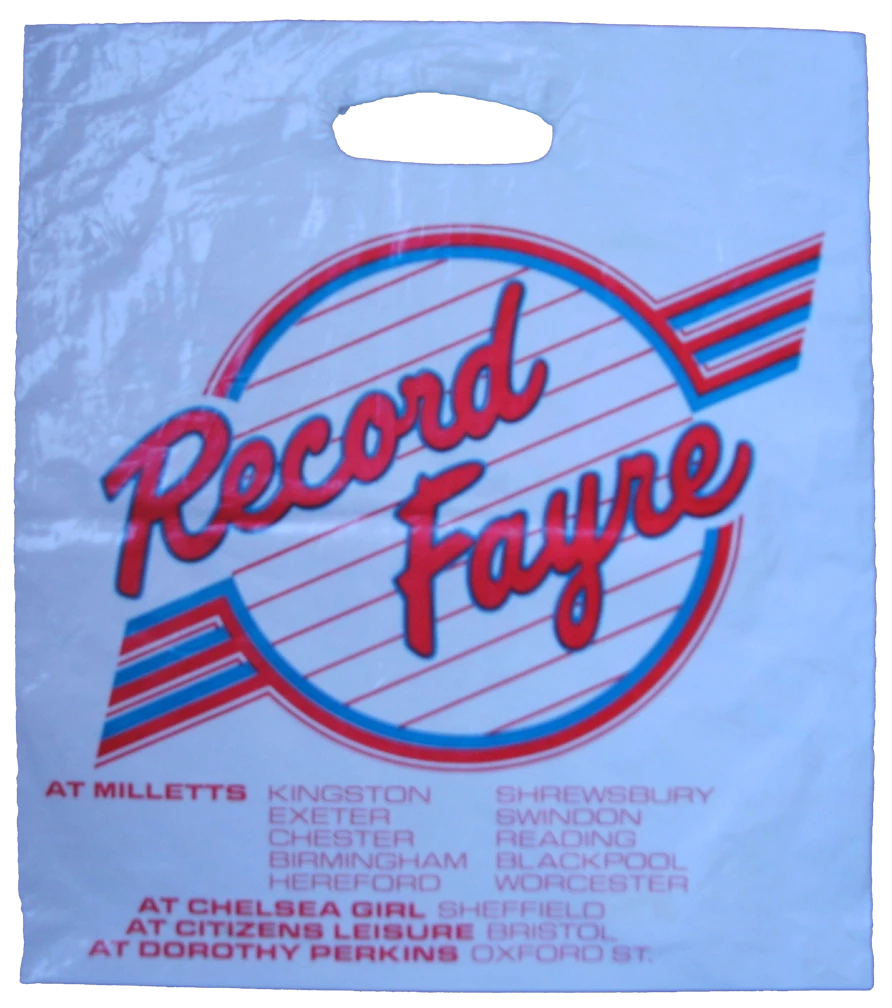 Record
Fayre
AT MILLETTS KINGSTON SHREWSBURY
EXETER SWINDON
CHESTER READING
BIRMINGHAM BLACKPOOL
HEREFORD WORCESTER
AT CHELSEA GIRL SHEFFIELD
AT CITIZENS LEISURE BRISTOL
AT DOROTHY PERKINS OXFORD ST.